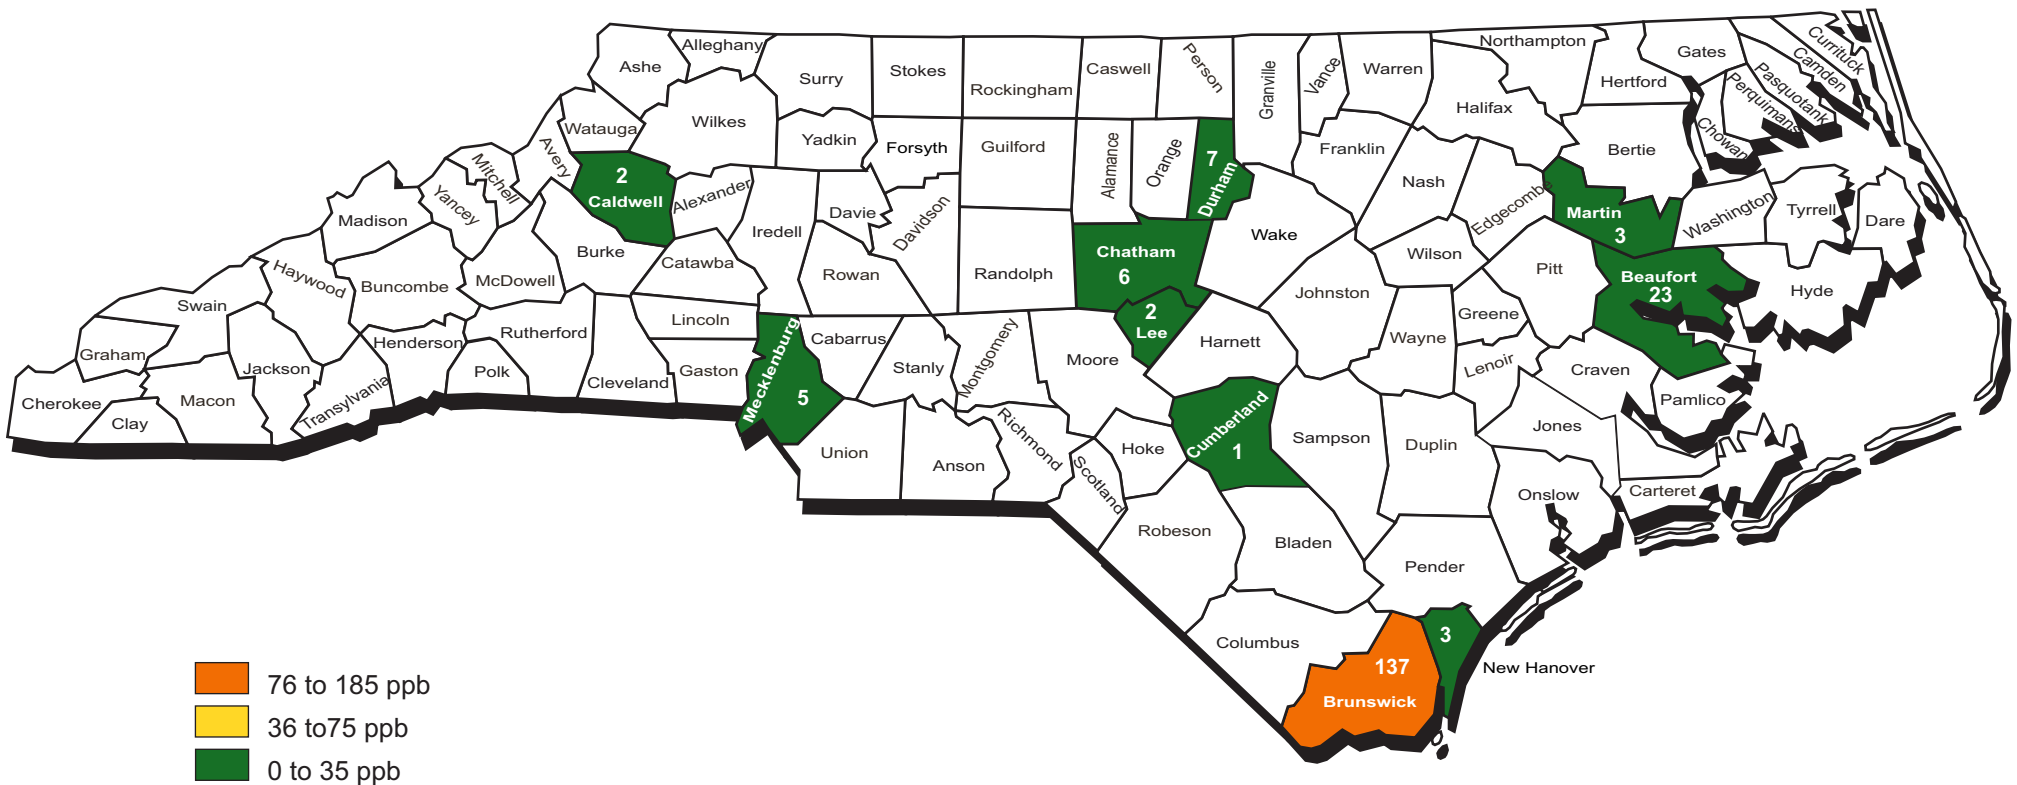 Alleghany
Ashe
Surry
Stokes
Rockingham
Caswell
Person
Granville
Vance
Warren
Northampton
Gates
Currituck
Camden
Pasquotank
Perquimans
Chowan
Hertford
Halifax
Watauga
Wilkes
Yadkin
Forsyth
Guilford
Alamance
Orange
7
Durham
Franklin
Nash
Edgecombe
Bertie
Avery
Mitchell
Yancey
2
Caldwell
Alexander
Iredell
Davie
Davidson
Wake
Martin
3
Washington
Tyrrell
Dare
Madison
Burke
Catawba
Rowan
Randolph
Chatham
6
Johnston
Wilson
Pitt
Beaufort
23
Hyde
Haywood
Buncombe
McDowell
Swain
Rutherford
Lincoln
Mecklenburg
5
Cabarrus
Stanly
Montgomery
Moore
2
Lee
Harnett
Wayne
Greene
Lenoir
Craven
Pamlico
Graham
Jackson
Henderson
Polk
Cleveland
Gaston
Cherokee
Clay
Macon
Transylvania
Union
Anson
Richmond
Scotland
Hoke
Cumberland
1
Sampson
Duplin
Jones
Onslow
Carteret
Robeson
Bladen
Pender
Columbus
3
New Hanover
137
Brunswick
76 to 185 ppb
36 to75 ppb
0 to 35 ppb